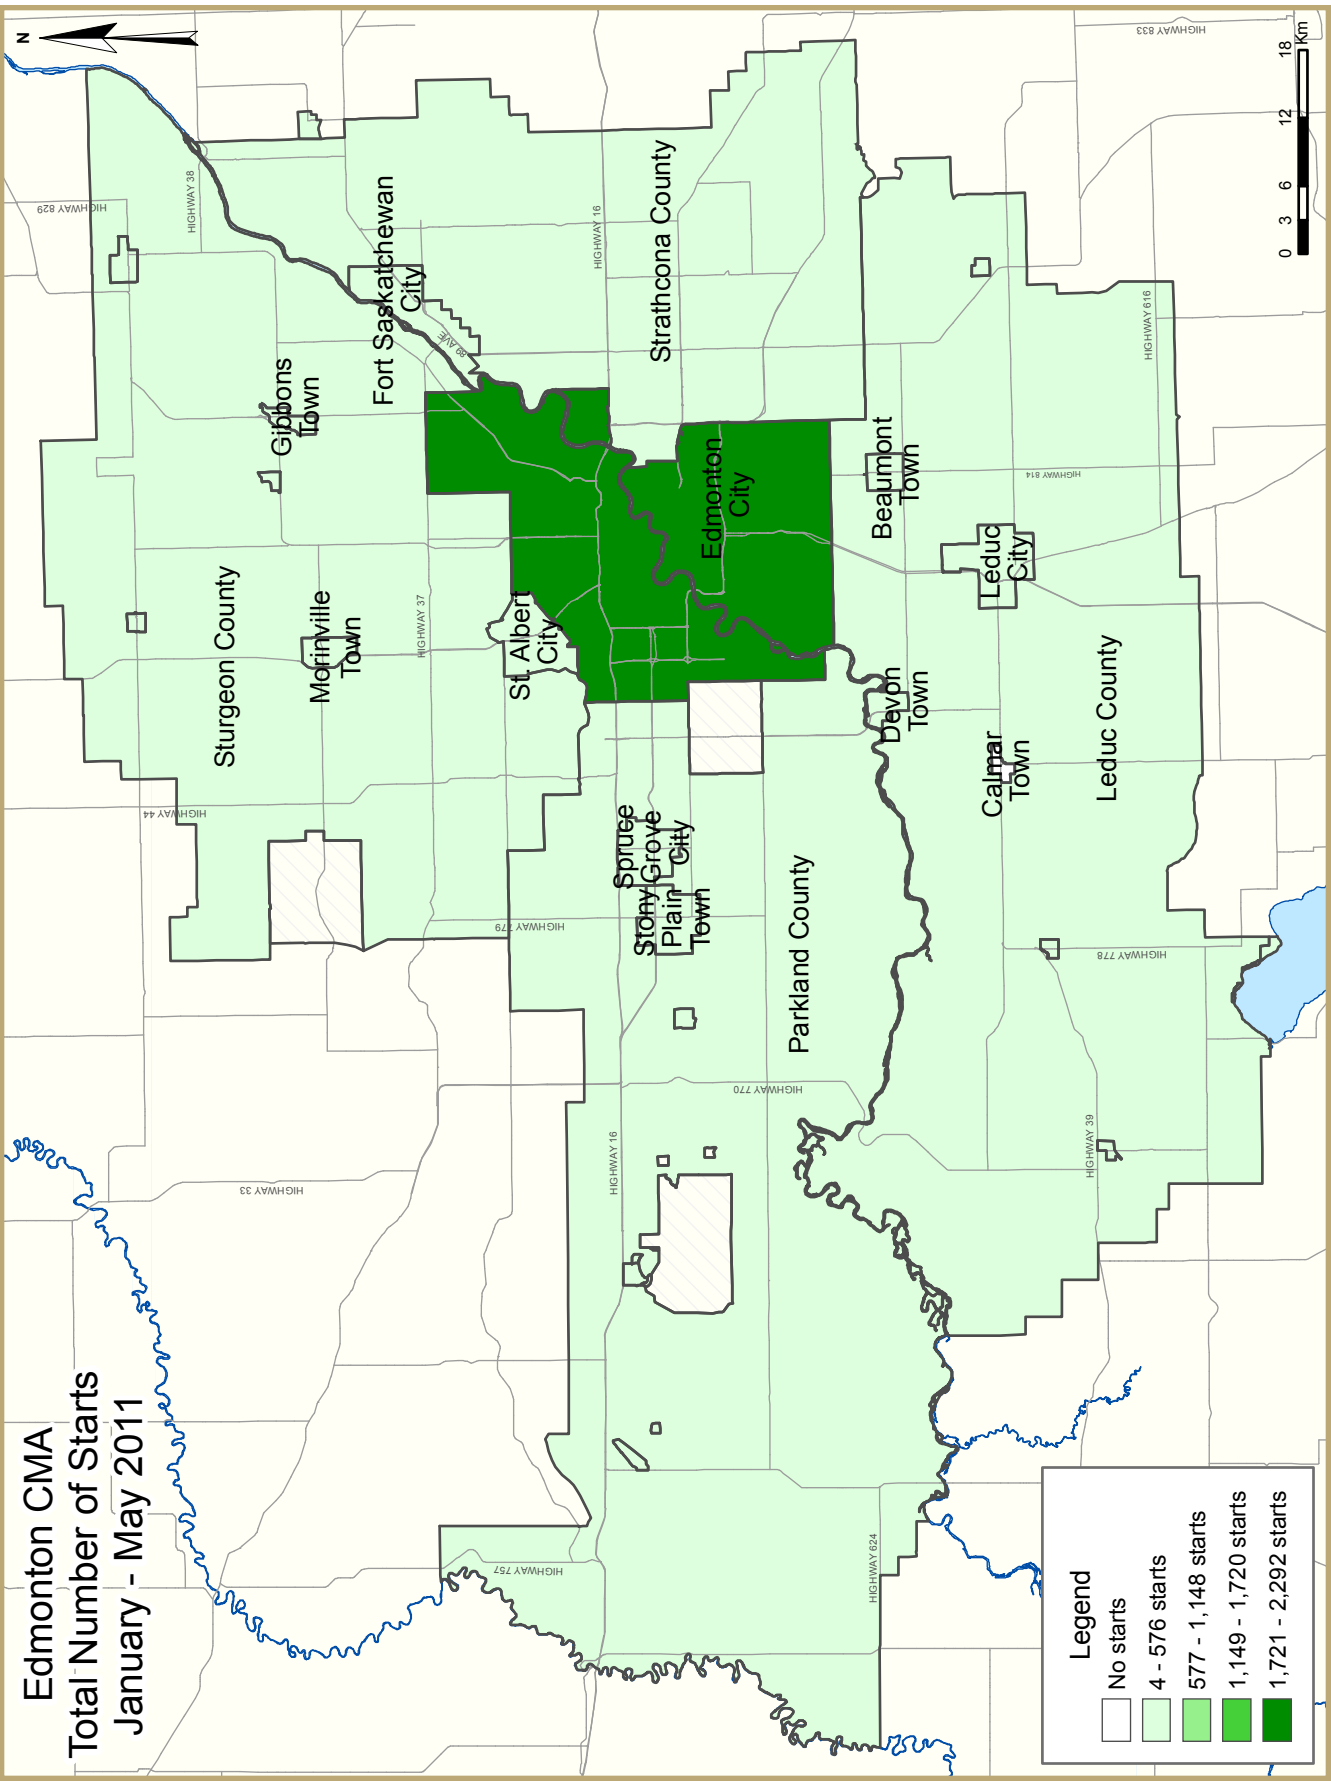 Edmonton CMA
Total Number of Starts
January - May 2011
N
HIGHWAY 829
HIGHWAY 38
HIGHWAY 833
HIGHWAY 44
HIGHWAY 37
HIGHWAY 16
HIGHWAY 779
HIGHWAY 33
HIGHWAY 770
HIGHWAY 16
HIGHWAY 757
HIGHWAY 624
HIGHWAY 39
HIGHWAY 778
HIGHWAY 814
HIGHWAY 616
89 AVE
Sturgeon County
Gibbons
Town
Morinville
Town
Fort Saskatchewan
City
St. Albert
City
Strathcona County
Edmonton
City
Spruce
Grove
City
Stony
Plain
Town
Parkland County
Devon
Town
Beaumont
Town
Leduc
City
Calmar
Town
Leduc County
Legend
No starts
4 - 576 starts
577 - 1,148 starts
1,149 - 1,720 starts
1,721 - 2,292 starts
0 3 6 12 18
Km